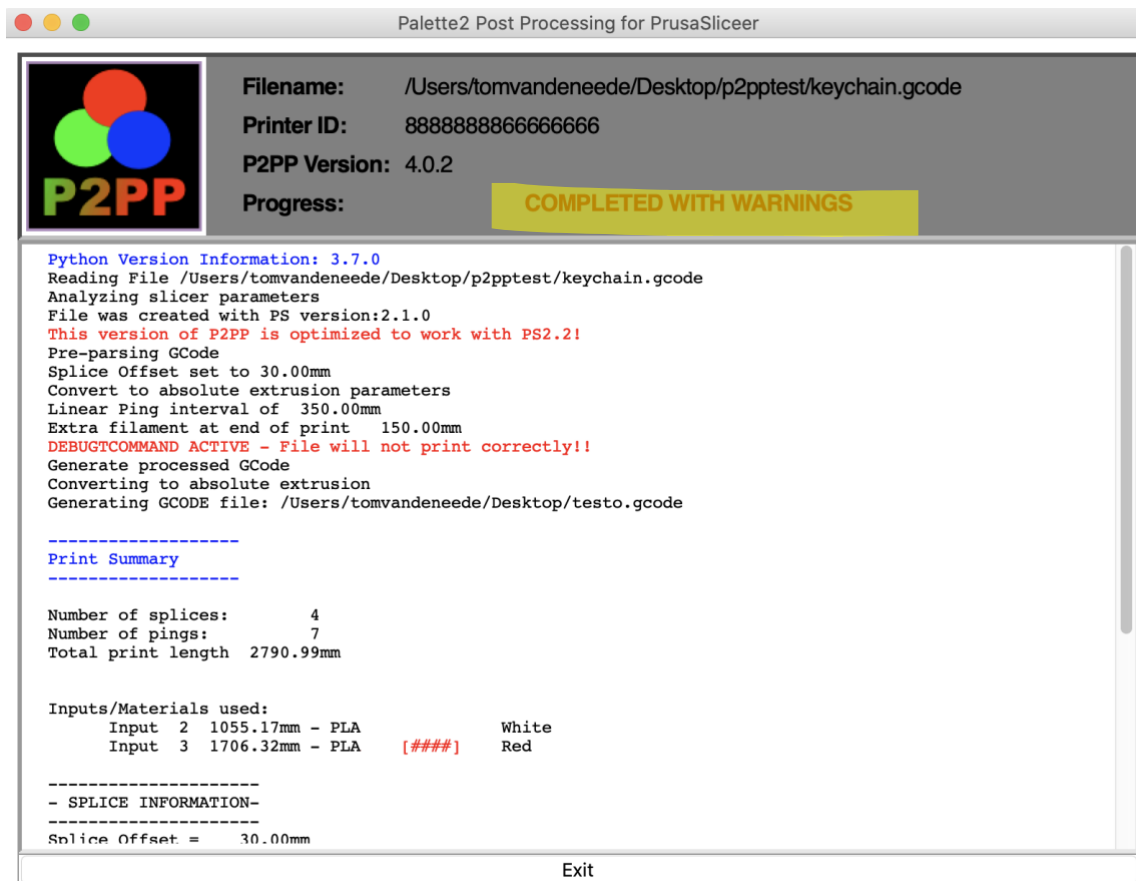 Palette2 Post Processing for PrusaSliceer
P2PP
Filename: /Users/tomvandeneede/Desktop/p2pptest/keychain.gcode
Printer ID: 8888888866666666
P2PP Version: 4.0.2
Progress: COMPLETED WITH WARNINGS
Python Version Information: 3.7.0
Reading File /Users/tomvandeneede/Desktop/p2pptest/keychain.gcode
Analyzing slicer parameters
File was created with PS version:2.1.0
This version of P2PP is optimized to work with PS2.2!
Pre-parsing GCode
Splice Offset set to 30.00mm
Convert to absolute extrusion parameters
Linear Ping interval of  350.00mm
Extra filament at end of print   150.00mm
DEBUGTCOMMAND ACTIVE - File will not print correctly!!
Generate processed GCode
Converting to absolute extrusion
Generating GCODE file: /Users/tomvandeneede/Desktop/testo.gcode
-------------------
Print Summary
-------------------
Number of splices:        4
Number of pings:          7
Total print length  2790.99mm
Inputs/Materials used:
Input  2  1055.17mm - PLA              White
Input  3  1706.32mm - PLA    [####]    Red
---------------------
- SPLICE INFORMATION-
---------------------
Splice Offset =    30.00mm
Exit